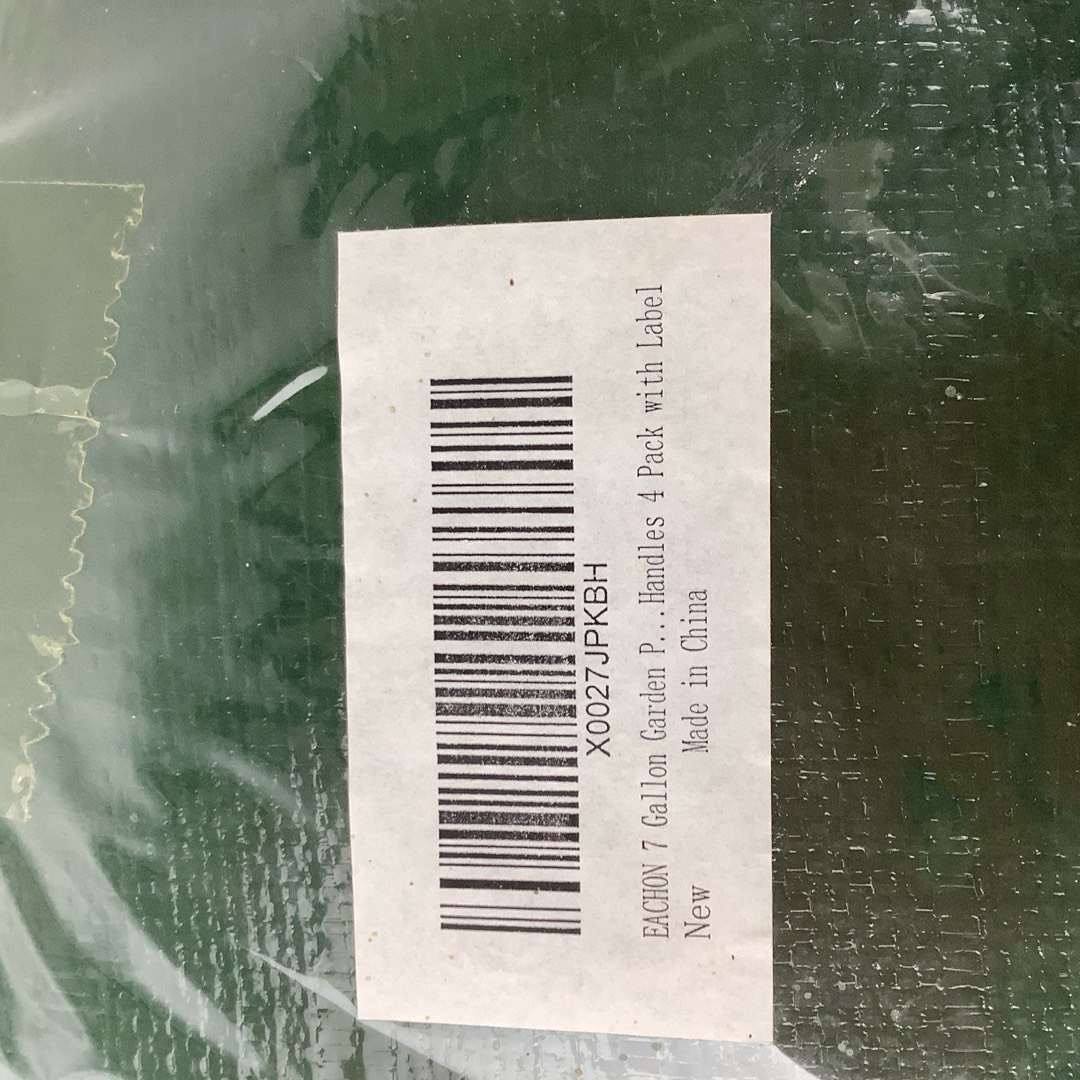 X0027JPKBH
EACHON 7 Gallon Garden P...Handles 4 Pack with Label
New Made in China